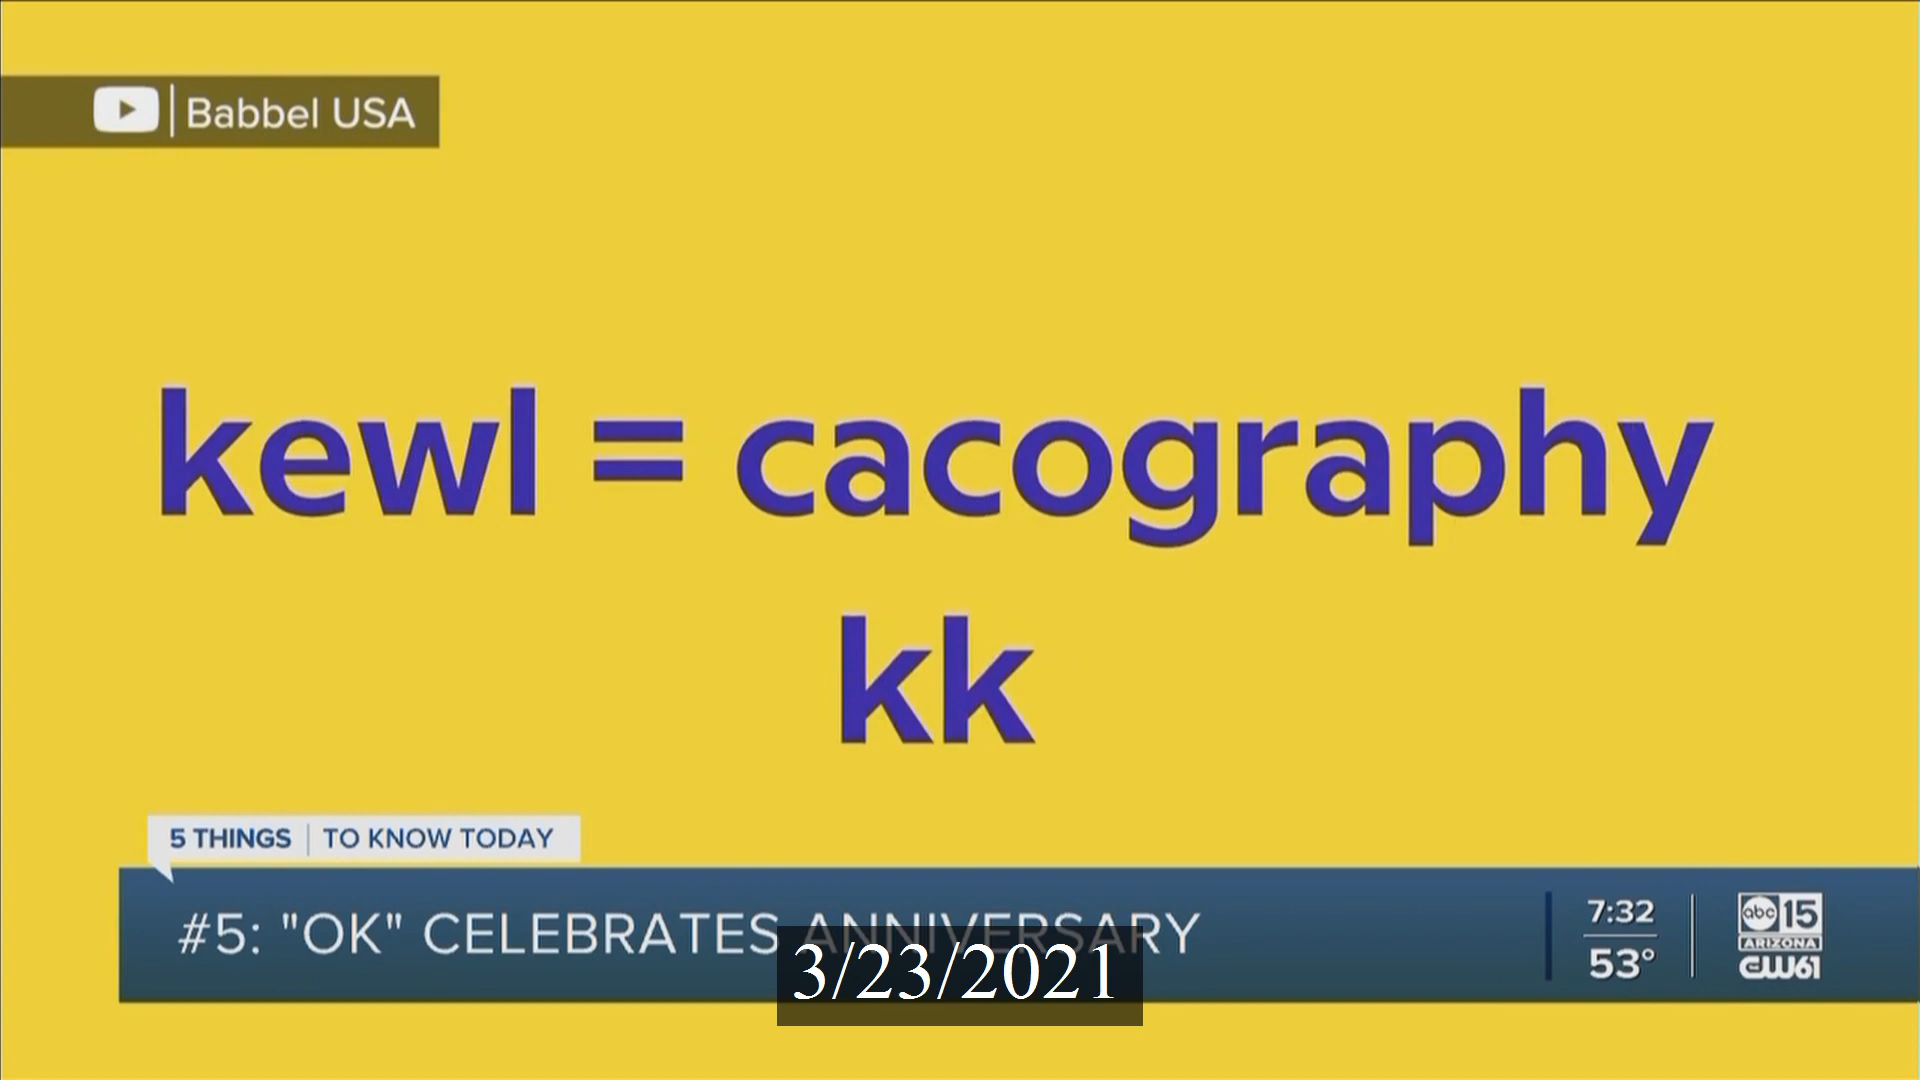 Babbel USA
kewl = cacography
kk
5 THINGS | TO KNOW TODAY
#5: "OK" CELEBRATES ANNIVERSARY
3/23/2021
7:32
53°
abc 15
ARIZONA
CW61